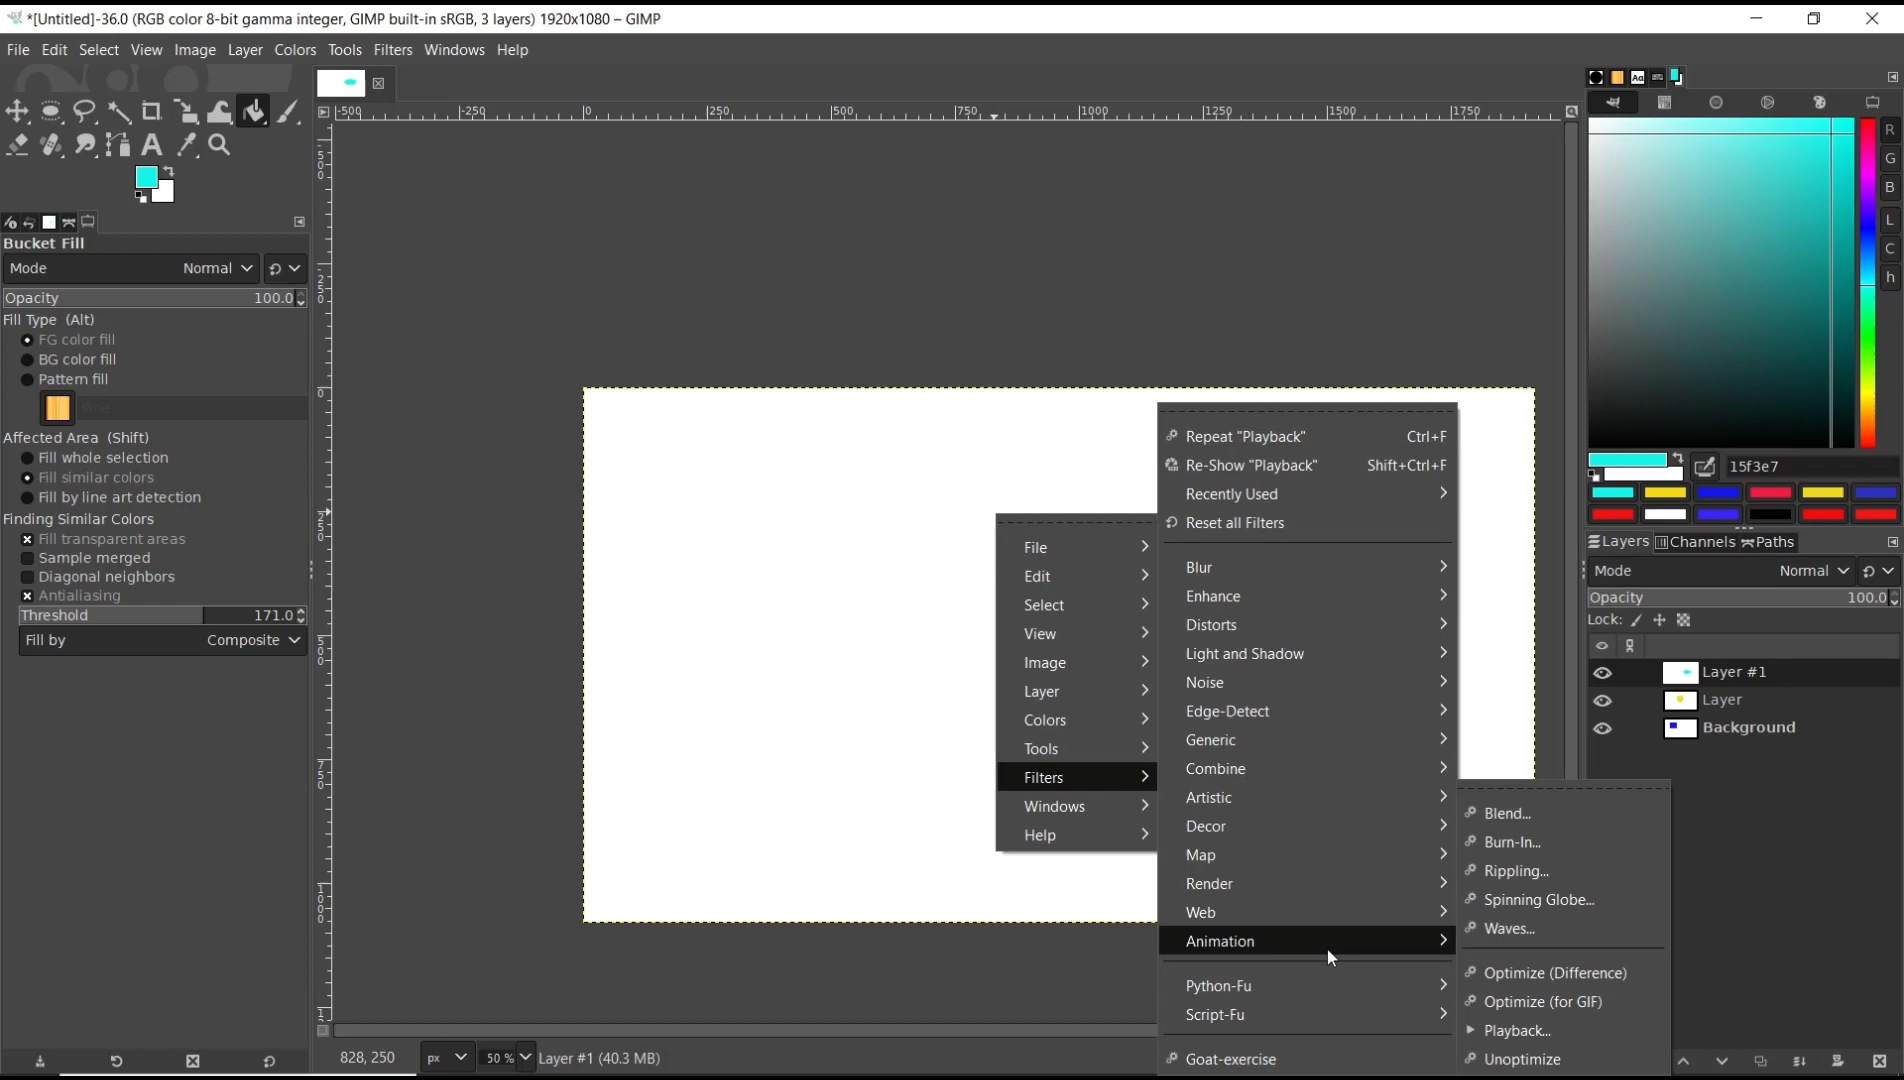 *[Untitled]-36.0 (RGB color 8-bit gamma integer, GIMP built-in sRGB, 3 layers) 1920x1080 – GIMP
File Edit Select View Image Layer Colors Tools Filters Windows Help
-500 -250 0 250 500 750 1000 1250 1500 1750
Bucket Fill
Mode Normal
Opacity 100.0
Fill Type (Alt)
FG color fill
BG color fill
Pattern fill
Pine
Affected Area (Shift)
Fill whole selection
Fill similar colors
Fill by line art detection
Finding Similar Colors
Fill transparent areas
Sample merged
Diagonal neighbors
Antialiasing
Threshold 171.0
Fill by Composite
File
Edit
Select
View
Image
Layer
Colors
Tools
Filters
Windows
Help
Repeat "Playback" Ctrl+F
Re-Show "Playback" Shift+Ctrl+F
Recently Used
Reset all Filters
Blur
Enhance
Distorts
Light and Shadow
Noise
Edge-Detect
Generic
Combine
Artistic
Decor
Map
Render
Web
Animation
Python-Fu
Script-Fu
Goat-exercise
Blend...
Burn-In...
Rippling...
Spinning Globe...
Waves...
Optimize (Difference)
Optimize (for GIF)
Playback...
Unoptimize
Aa
R
G
B
L
C
h
15f3e7
Layers Channels Paths
Mode Normal
Opacity 100.0
Lock:
Layer #1
Layer
Background
828, 250 px 50 % Layer #1 (40.3 MB)